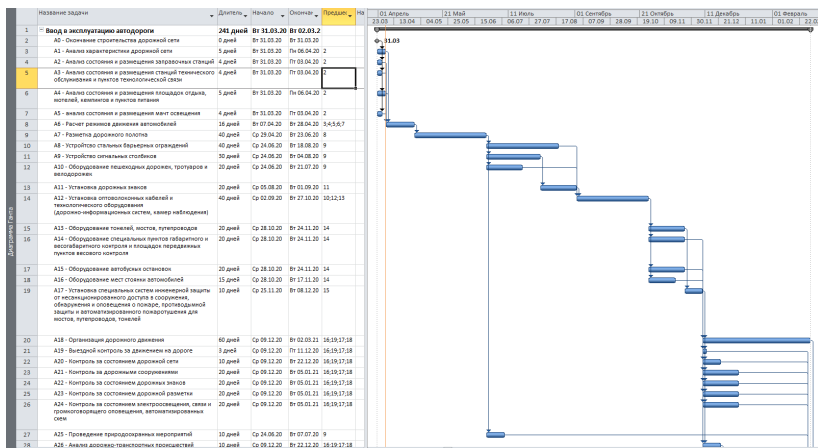 Название задачи Длитель Начало Окончан Предшес На
01 Апрель 21 Май 11 Июль 01 Сентябрь 21 Октябрь 11 Декабрь 01 Февраль
23.03 13.04 04.05 25.05 15.06 06.07 27.07 17.08 07.09 28.09 19.10 09.11 30.11 21.12 11.01 01.02 22.0
1 Ввод в эксплуатацию автодороги 241 дней Вт 31.03.20 Вт 02.03.2
2 А0 - Окончание строительства дорожной сети 0 дней Вт 31.03.20 Вт 31.03.20
31.03
3 А1 - Анализ характеристики дорожной сети 5 дней Вт 31.03.20 Пн 06.04.20 2
4 А2 - Анализ состояния и размещения заправочных станций 4 дней Вт 31.03.20 Пт 03.04.20 2
5 А3 - Анализ состояния и размещения станций технического 4 дней Вт 31.03.20 Пт 03.04.20 2
обслуживания и пунктов технологической связи
6 А4 - Анализ состояния и размещения площадок отдыха, 5 дней Вт 31.03.20 Пн 06.04.20 2
мотелей, кемпингов и пунктов питания
7 А5 - анализ состояния и размещения мачт освещения 4 дней Вт 31.03.20 Пт 03.04.20 2
8 А6 - Расчет режимов движения автомобилей 16 дней Вт 07.04.20 Вт 28.04.20 3;4;5;6;7
9 А7 - Разметка дорожного полотна 40 дней Ср 29.04.20 Вт 23.06.20 8
10 А8 - Устройство стальных барьерных ограждений 40 дней Ср 24.06.20 Вт 18.08.20 9
11 А9 - Устройство сигнальных столбиков 30 дней Ср 24.06.20 Вт 04.08.20 9
12 А10 - Оборудование пешеходных дорожек, тротуаров и 20 дней Ср 24.06.20 Вт 21.07.20 9
велодорожек
13 А11 - Установка дорожных знаков 20 дней Ср 05.08.20 Вт 01.09.20 11
14 А12 - Установка оптоволоконных кабелей и 40 дней Ср 02.09.20 Вт 27.10.20 10;12;13
технологического оборудования
(дорожно-информационных систем, камер наблюдения)
Диаграмма Ганта
15 А13 - Оборудование тонелей, мостов, путепроводов 20 дней Ср 28.10.20 Вт 24.11.20 14
16 А14 - Оборудование специальных пунктов габаритного и 20 дней Ср 28.10.20 Вт 24.11.20 14
весогабаритного контроля и площадок передвижных
пунктов весового контроля
17 А15 - Оборудование автобусных остановок 20 дней Ср 28.10.20 Вт 24.11.20 14
18 А16 - Оборудование мест стоянки автомобилей 15 дней Ср 28.10.20 Вт 17.11.20 14
19 А17 - Установка специальных систем инженерной защиты 10 дней Ср 25.11.20 Вт 08.12.20 15
от несанкционированного доступа в сооружения,
обнаружения и оповещения о пожаре, противодымной
защиты и автоматизированного пожаротушения для
мостов, путепроводов, тонелей
20 А18 - Организация дорожного движения 60 дней Ср 09.12.20 Вт 02.03.21 16;19;17;18
21 А19 - Выездной контроль за движением на дороге 3 дней Ср 09.12.20 Пт 11.12.20 16;19;17;18
22 А20 - Контроль за состоянием дорожной сети 10 дней Ср 09.12.20 Вт 22.12.20 16;19;17;18
23 А21 - Контроль за дорожными сооружениями 20 дней Ср 09.12.20 Вт 05.01.21 16;19;17;18
24 А22 - Контроль за состоянием дорожных знаков 20 дней Ср 09.12.20 Вт 05.01.21 16;19;17;18
25 А23 - Контроль за состоянием дорожной разметки 20 дней Ср 09.12.20 Вт 05.01.21 16;19;17;18
26 А24 - Контроль за состоянием электроосвещения, связи и 20 дней Ср 09.12.20 Вт 05.01.21 16;19;17;18
громкоговорящего оповещения, автоматизированных
схем
27 А25 - Проведение природоохранных мероприятий 10 дней Ср 24.06.20 Вт 07.07.20 9
28 А26 - Анализ дорожно-транспортных происшествий 10 дней Ср 09.12.20 Вт 22.12.20 16;19;17;18